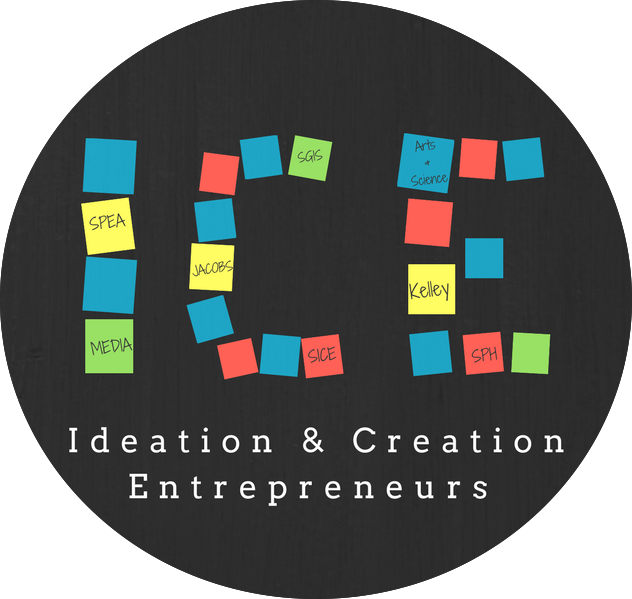 SGIS
Arts
+
Science
SPEA
JACOBS
Kelley
MEDIA
SICE
SPH
Ideation & Creation
Entrepreneurs